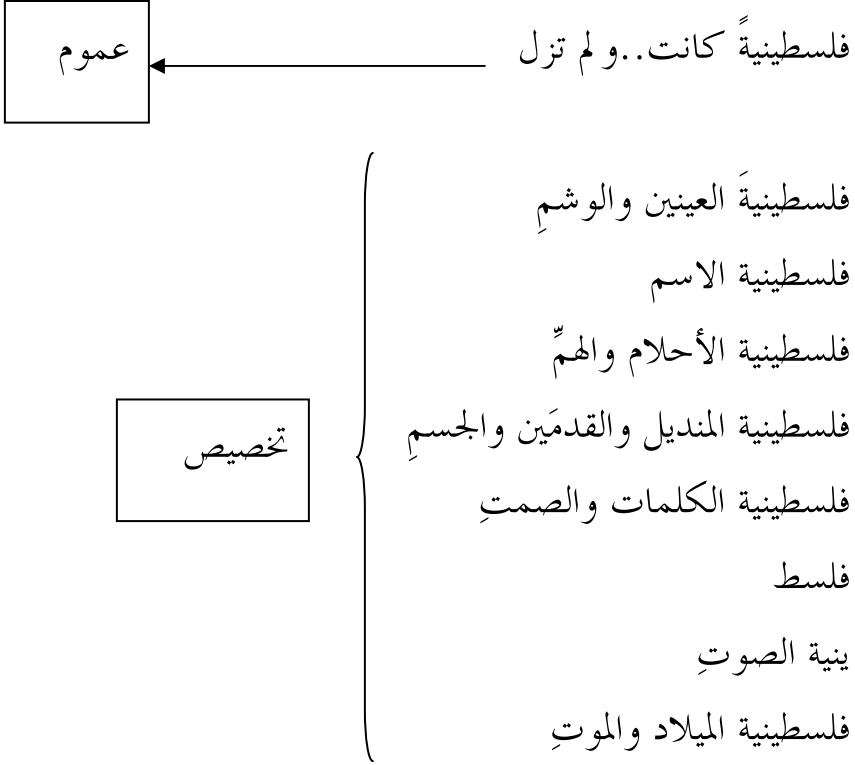 فلسطينيةً كانت..و لم تزل
عموم
فلسطينيةَ العينين والوشمِ
فلسطينية الاسم
فلسطينية الأحلام والهمِّ
فلسطينية المنديل والقدمَين والجسمِ
فلسطينية الكلمات والصمتِ
فلسط
ينية الصوتِ
فلسطينية الميلاد والموتِ
تخصيص